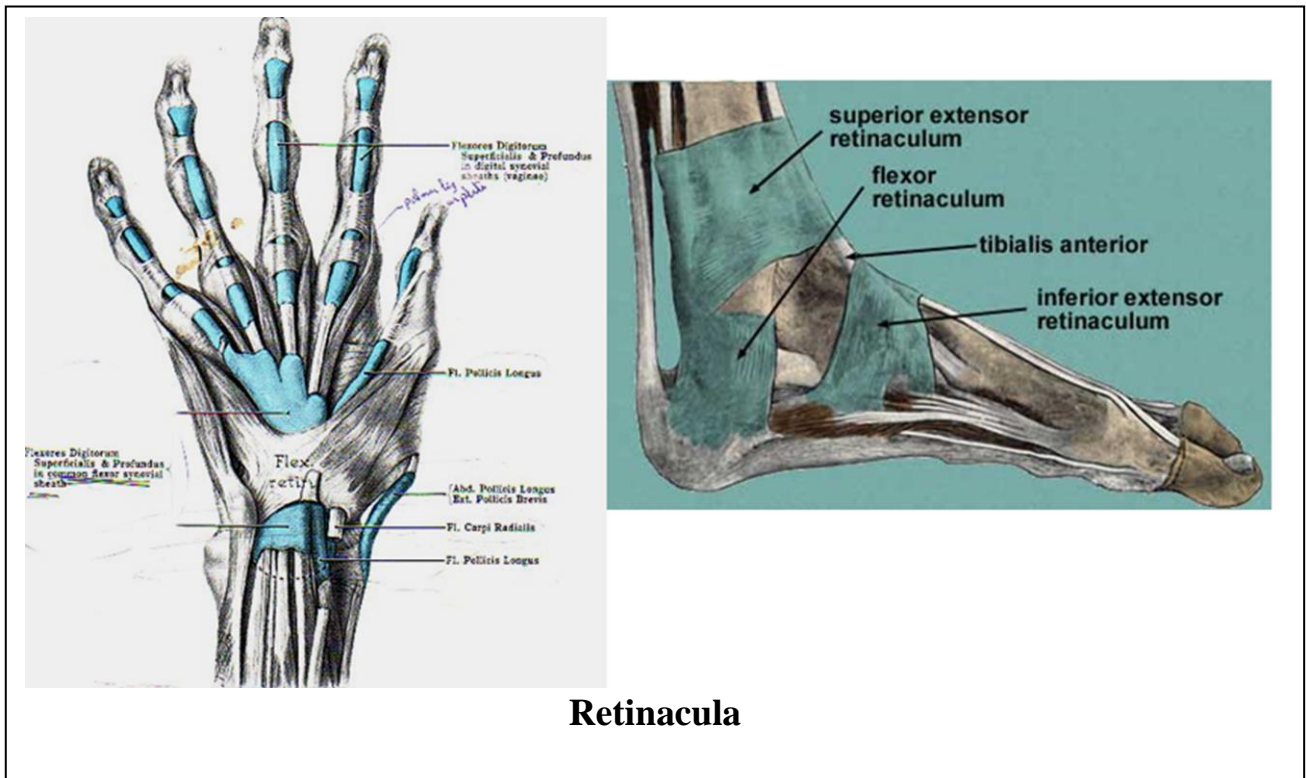 Flexores Digitorum
Superficialis & Profundus
in digital synovial
sheaths (vaginae)
Fl. Pollicis Longus
Flexores Digitorum
Superficialis & Profundus
in common flexor synovial
sheath
Flex.
retin.
Abd. Pollicis Longus
Ext. Pollicis Brevis
Fl. Carpi Radialis
Fl. Pollicis Longus
superior extensor
retinaculum
flexor
retinaculum
tibialis anterior
inferior extensor
retinaculum
Retinacula